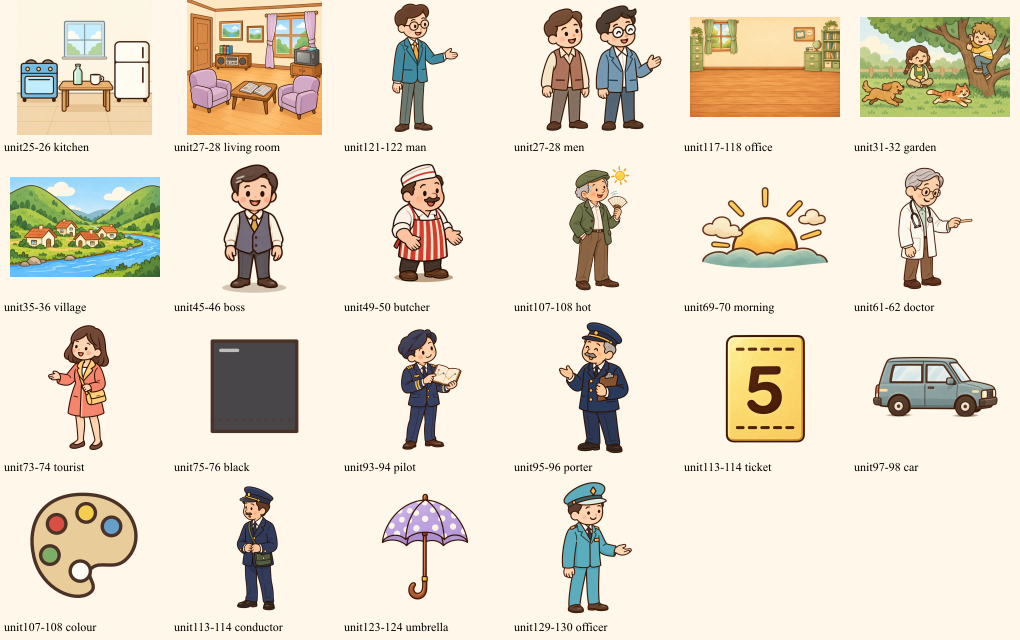 unit25-26 kitchen
unit27-28 living room
unit121-122 man
unit27-28 men
unit117-118 office
unit31-32 garden
unit35-36 village
unit45-46 boss
unit49-50 butcher
unit107-108 hot
unit69-70 morning
unit61-62 doctor
5
unit73-74 tourist
unit75-76 black
unit93-94 pilot
unit95-96 porter
unit113-114 ticket
unit97-98 car
unit107-108 colour
unit113-114 conductor
unit123-124 umbrella
unit129-130 officer